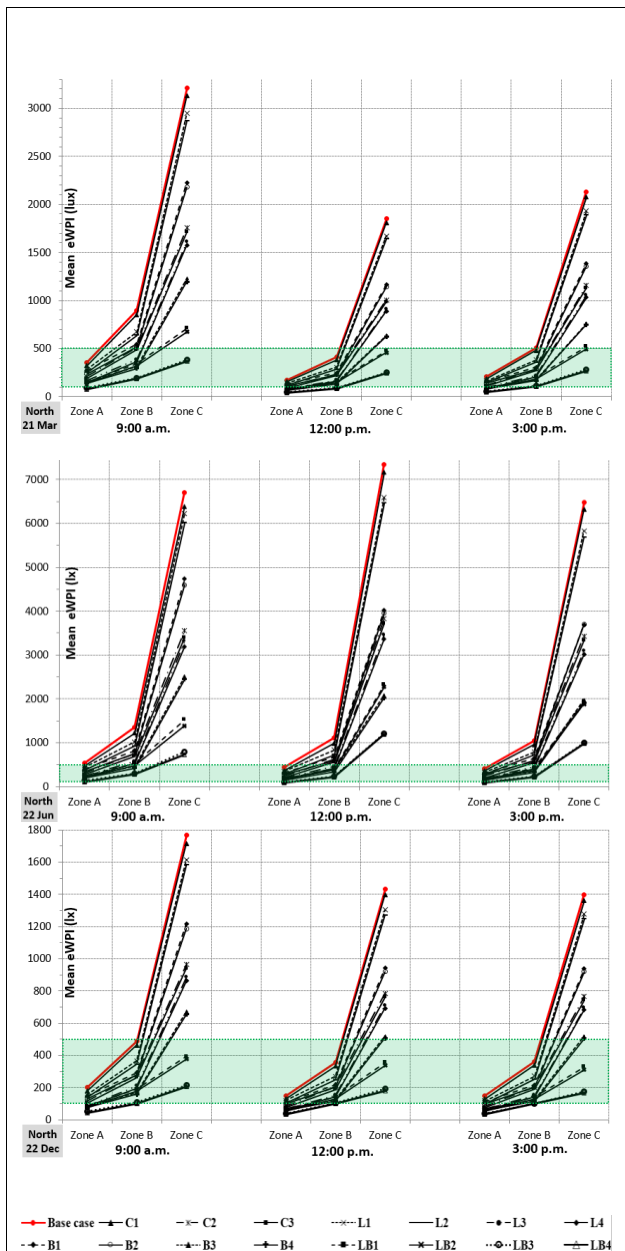 Mean eWPI (lux)
3000
2500
2000
1500
1000
500
0
North
21 Mar
Zone A Zone B Zone C Zone A Zone B Zone C Zone A Zone B Zone C
9:00 a.m. 12:00 p.m. 3:00 p.m.
Mean eWPI (lx)
7000
6000
5000
4000
3000
2000
1000
0
North
22 Jun
Zone A Zone B Zone C Zone A Zone B Zone C Zone A Zone B Zone C
9:00 a.m. 12:00 p.m. 3:00 p.m.
Mean eWPI (lx)
1800
1600
1400
1200
1000
800
600
400
200
0
North
22 Dec
Zone A Zone B Zone C Zone A Zone B Zone C Zone A Zone B Zone C
9:00 a.m. 12:00 p.m. 3:00 p.m.
Base case C1 C2 C3 L1 L2 L3 L4
B1 B2 B3 B4 LB1 LB2 LB3 LB4